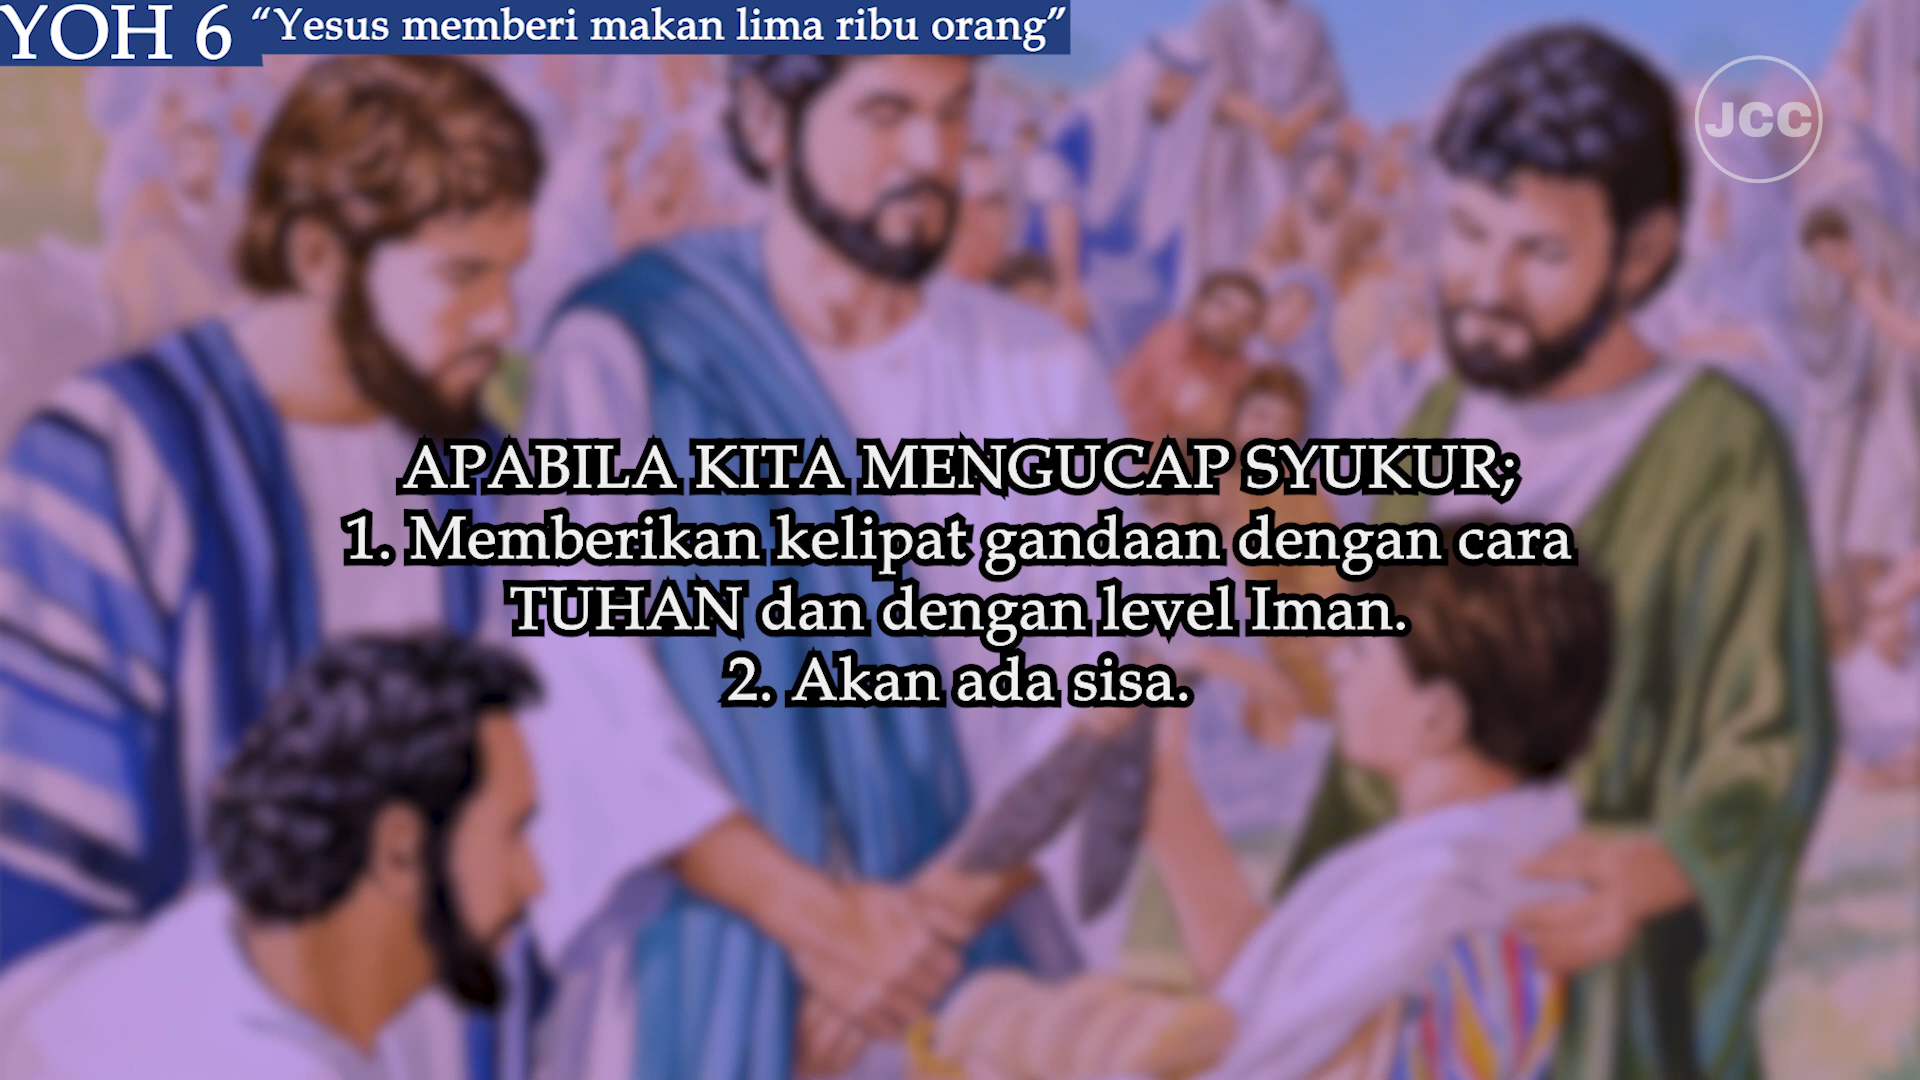 YOH 6 “Yesus memberi makan lima ribu orang”
JCC
APABILA KITA MENGUCAP SYUKUR;
1. Memberikan kelipat gandaan dengan cara
TUHAN dan dengan level Iman.
2. Akan ada sisa.